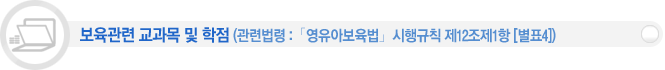 보육관련 교과목 및 학점 (관련법령 : 「영유아보육법」 시행규칙 제12조제1항 [별표4])